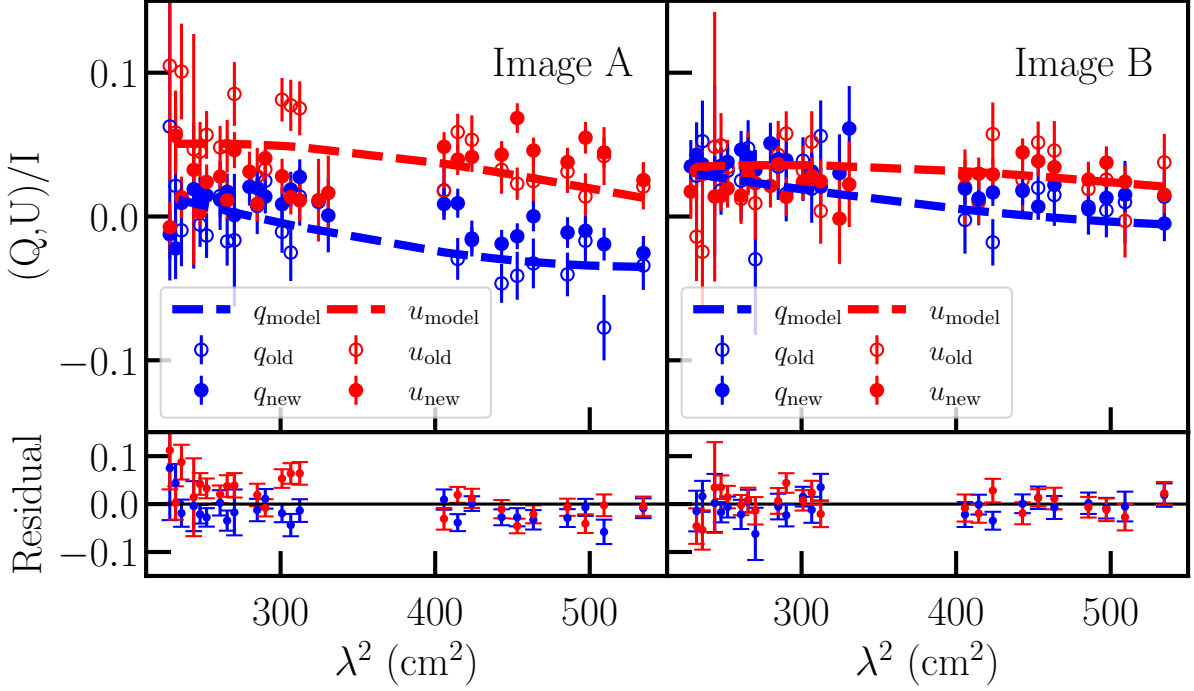 Image A
Image B
(Q,U)/I
0.1
0.0
−0.1
q_model
u_model
q_old
u_old
q_new
u_new
q_model
u_model
q_old
u_old
q_new
u_new
Residual
0.1
0.0
−0.1
300
400
500
300
400
500
λ² (cm²)
λ² (cm²)